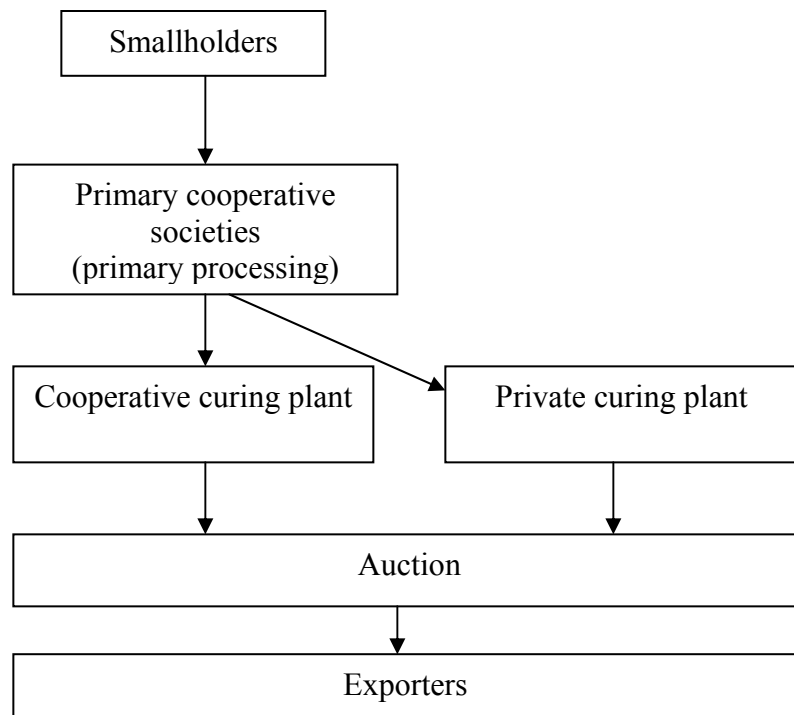 Smallholders
Primary cooperative
societies
(primary processing)
Cooperative curing plant
Private curing plant
Auction
Exporters